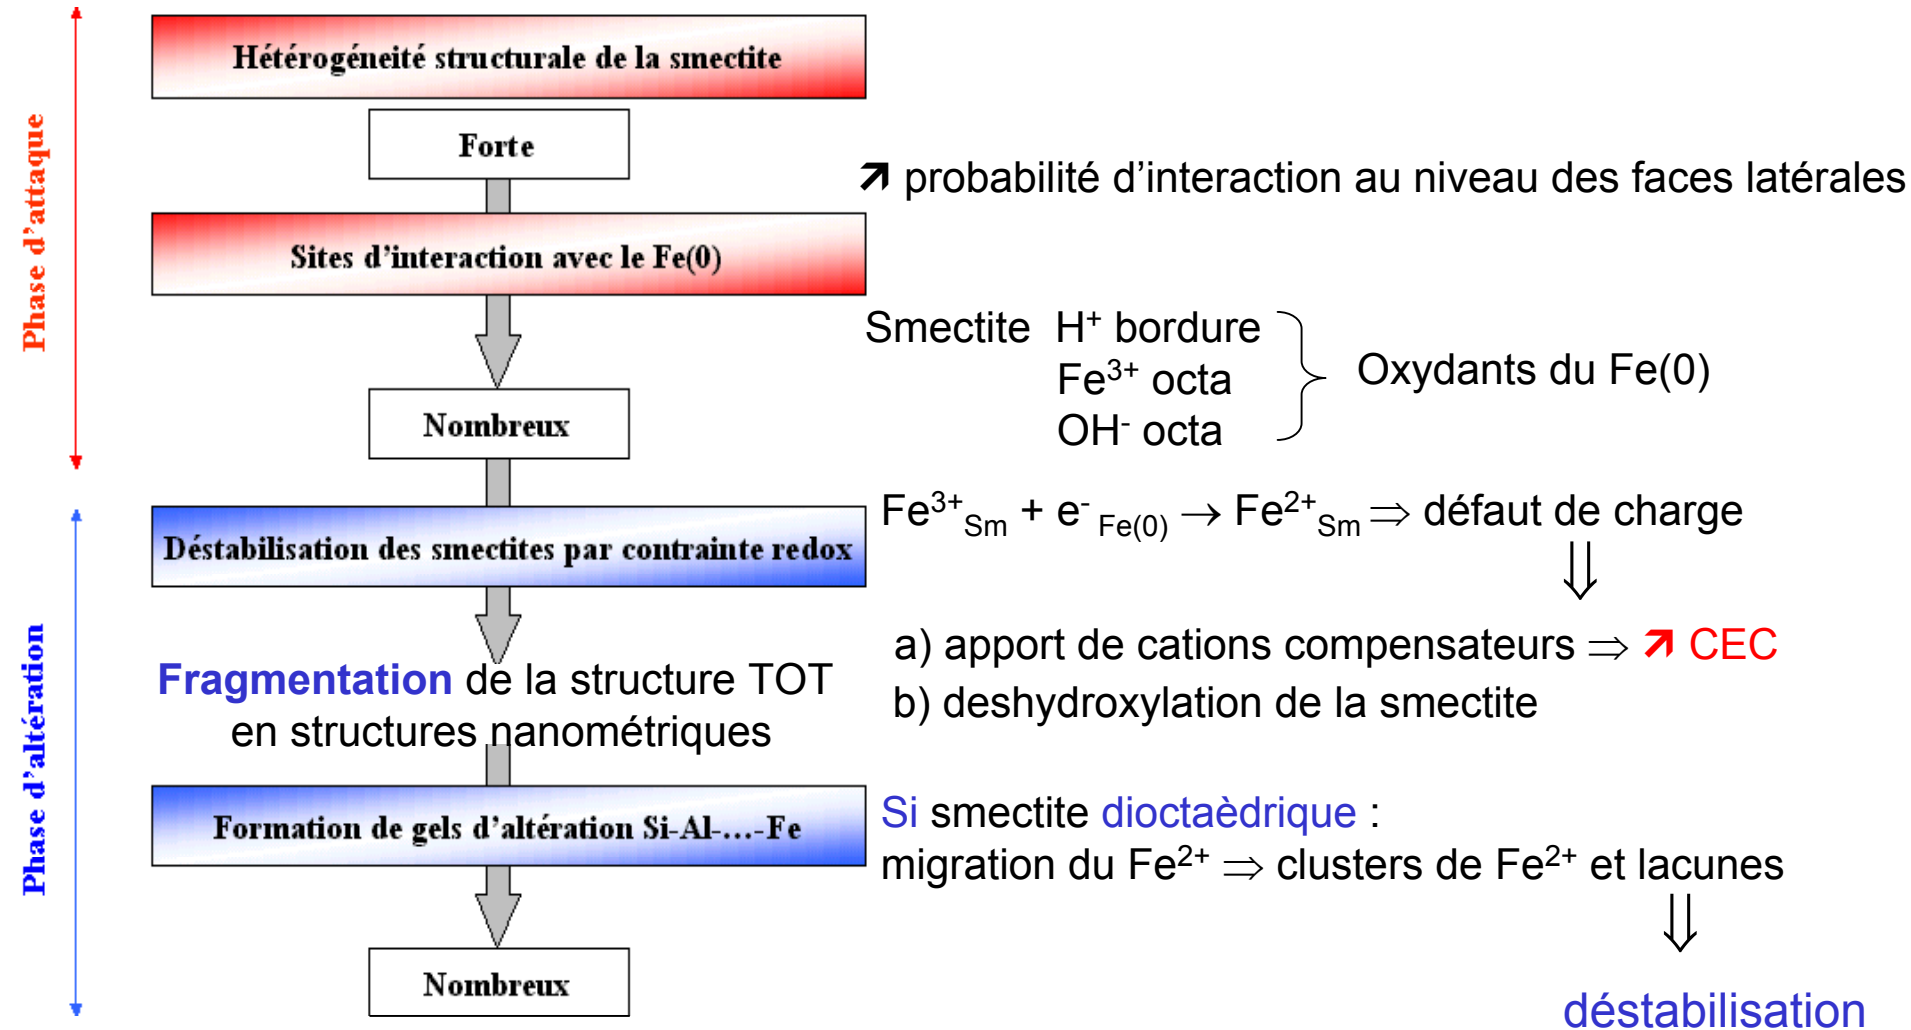 Phase d'attaque
Hétérogéneité structurale de la smectite
Forte
↗ probabilité d'interaction au niveau des faces latérales
Sites d'interaction avec le Fe(0)
Smectite H⁺ bordure
Fe³⁺ octa
OH⁻ octa
Oxydants du Fe(0)
Nombreux
Phase d'altération
Déstabilisation des smectites par contrainte redox
Fe³⁺Sm + e⁻ Fe(0) → Fe²⁺Sm ⇒ défaut de charge
⇓
a) apport de cations compensateurs ⇒ ↗ CEC
b) deshydroxylation de la smectite
Fragmentation de la structure TOT
en structures nanométriques
Formation de gels d'altération Si-Al-...-Fe
Si smectite dioctaèdrique :
migration du Fe²⁺ ⇒ clusters de Fe²⁺ et lacunes
⇓
Nombreux
déstabilisation